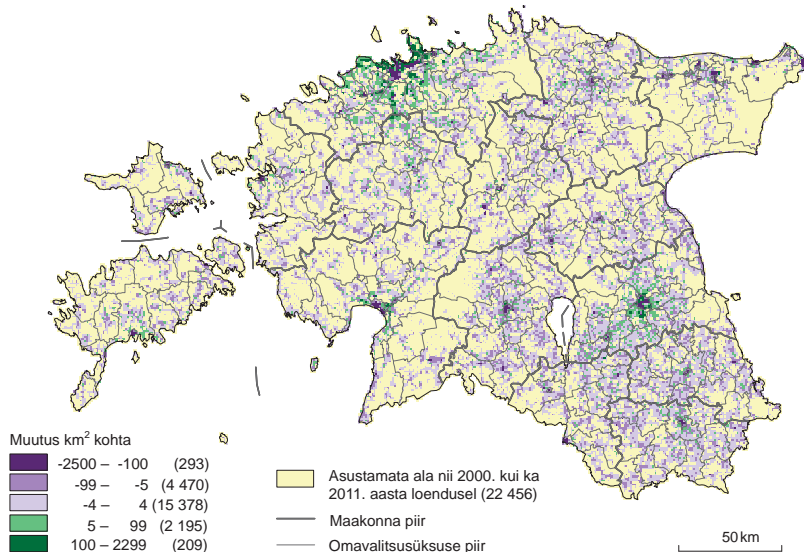 Muutus km² kohta
-2500 – -100 (293)
-99 – -5 (4 470)
-4 – 4 (15 378)
5 – 99 (2 195)
100 – 2299 (209)
Asustamata ala nii 2000. kui ka
2011. aasta loendusel (22 456)
Maakonna piir
Omavalitsusüksuse piir
50 km